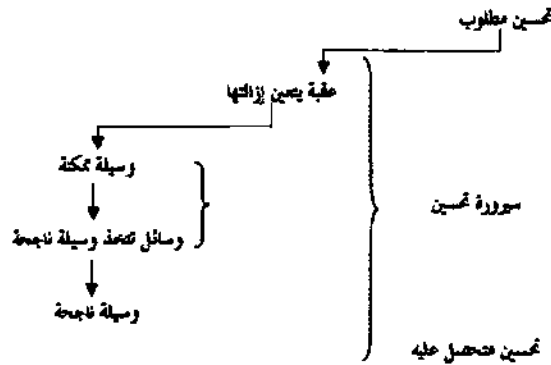 تحسين مطلوب
عقبة يتعين إزالتها
وسيلة ممكنة
سيرورة تحسين
وسائل تتخذ وسيلة ناجحة
وسيلة ناجحة
تحسين متحصل عليه